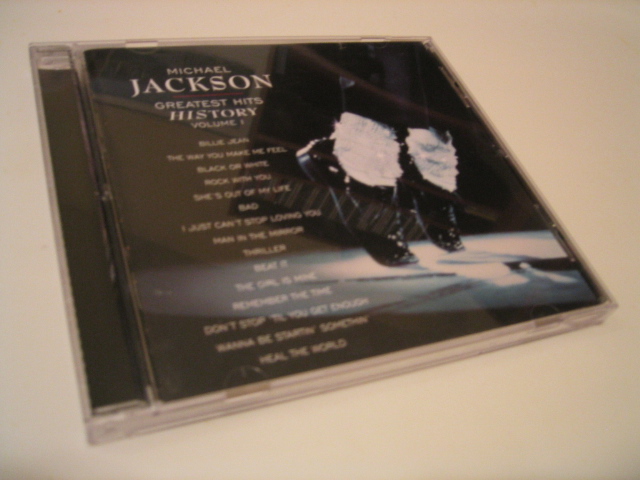 MICHAEL
JACKSON
GREATEST HITS
HISTORY
VOLUME I
BILLIE JEAN
THE WAY YOU MAKE ME FEEL
BLACK OR WHITE
ROCK WITH YOU
SHE'S OUT OF MY LIFE
BAD
I JUST CAN'T STOP LOVING YOU
MAN IN THE MIRROR
THRILLER
BEAT IT
THE GIRL IS MINE
REMEMBER THE TIME
DON'T STOP 'TIL YOU GET ENOUGH
WANNA BE STARTIN' SOMETHIN'
HEAL THE WORLD